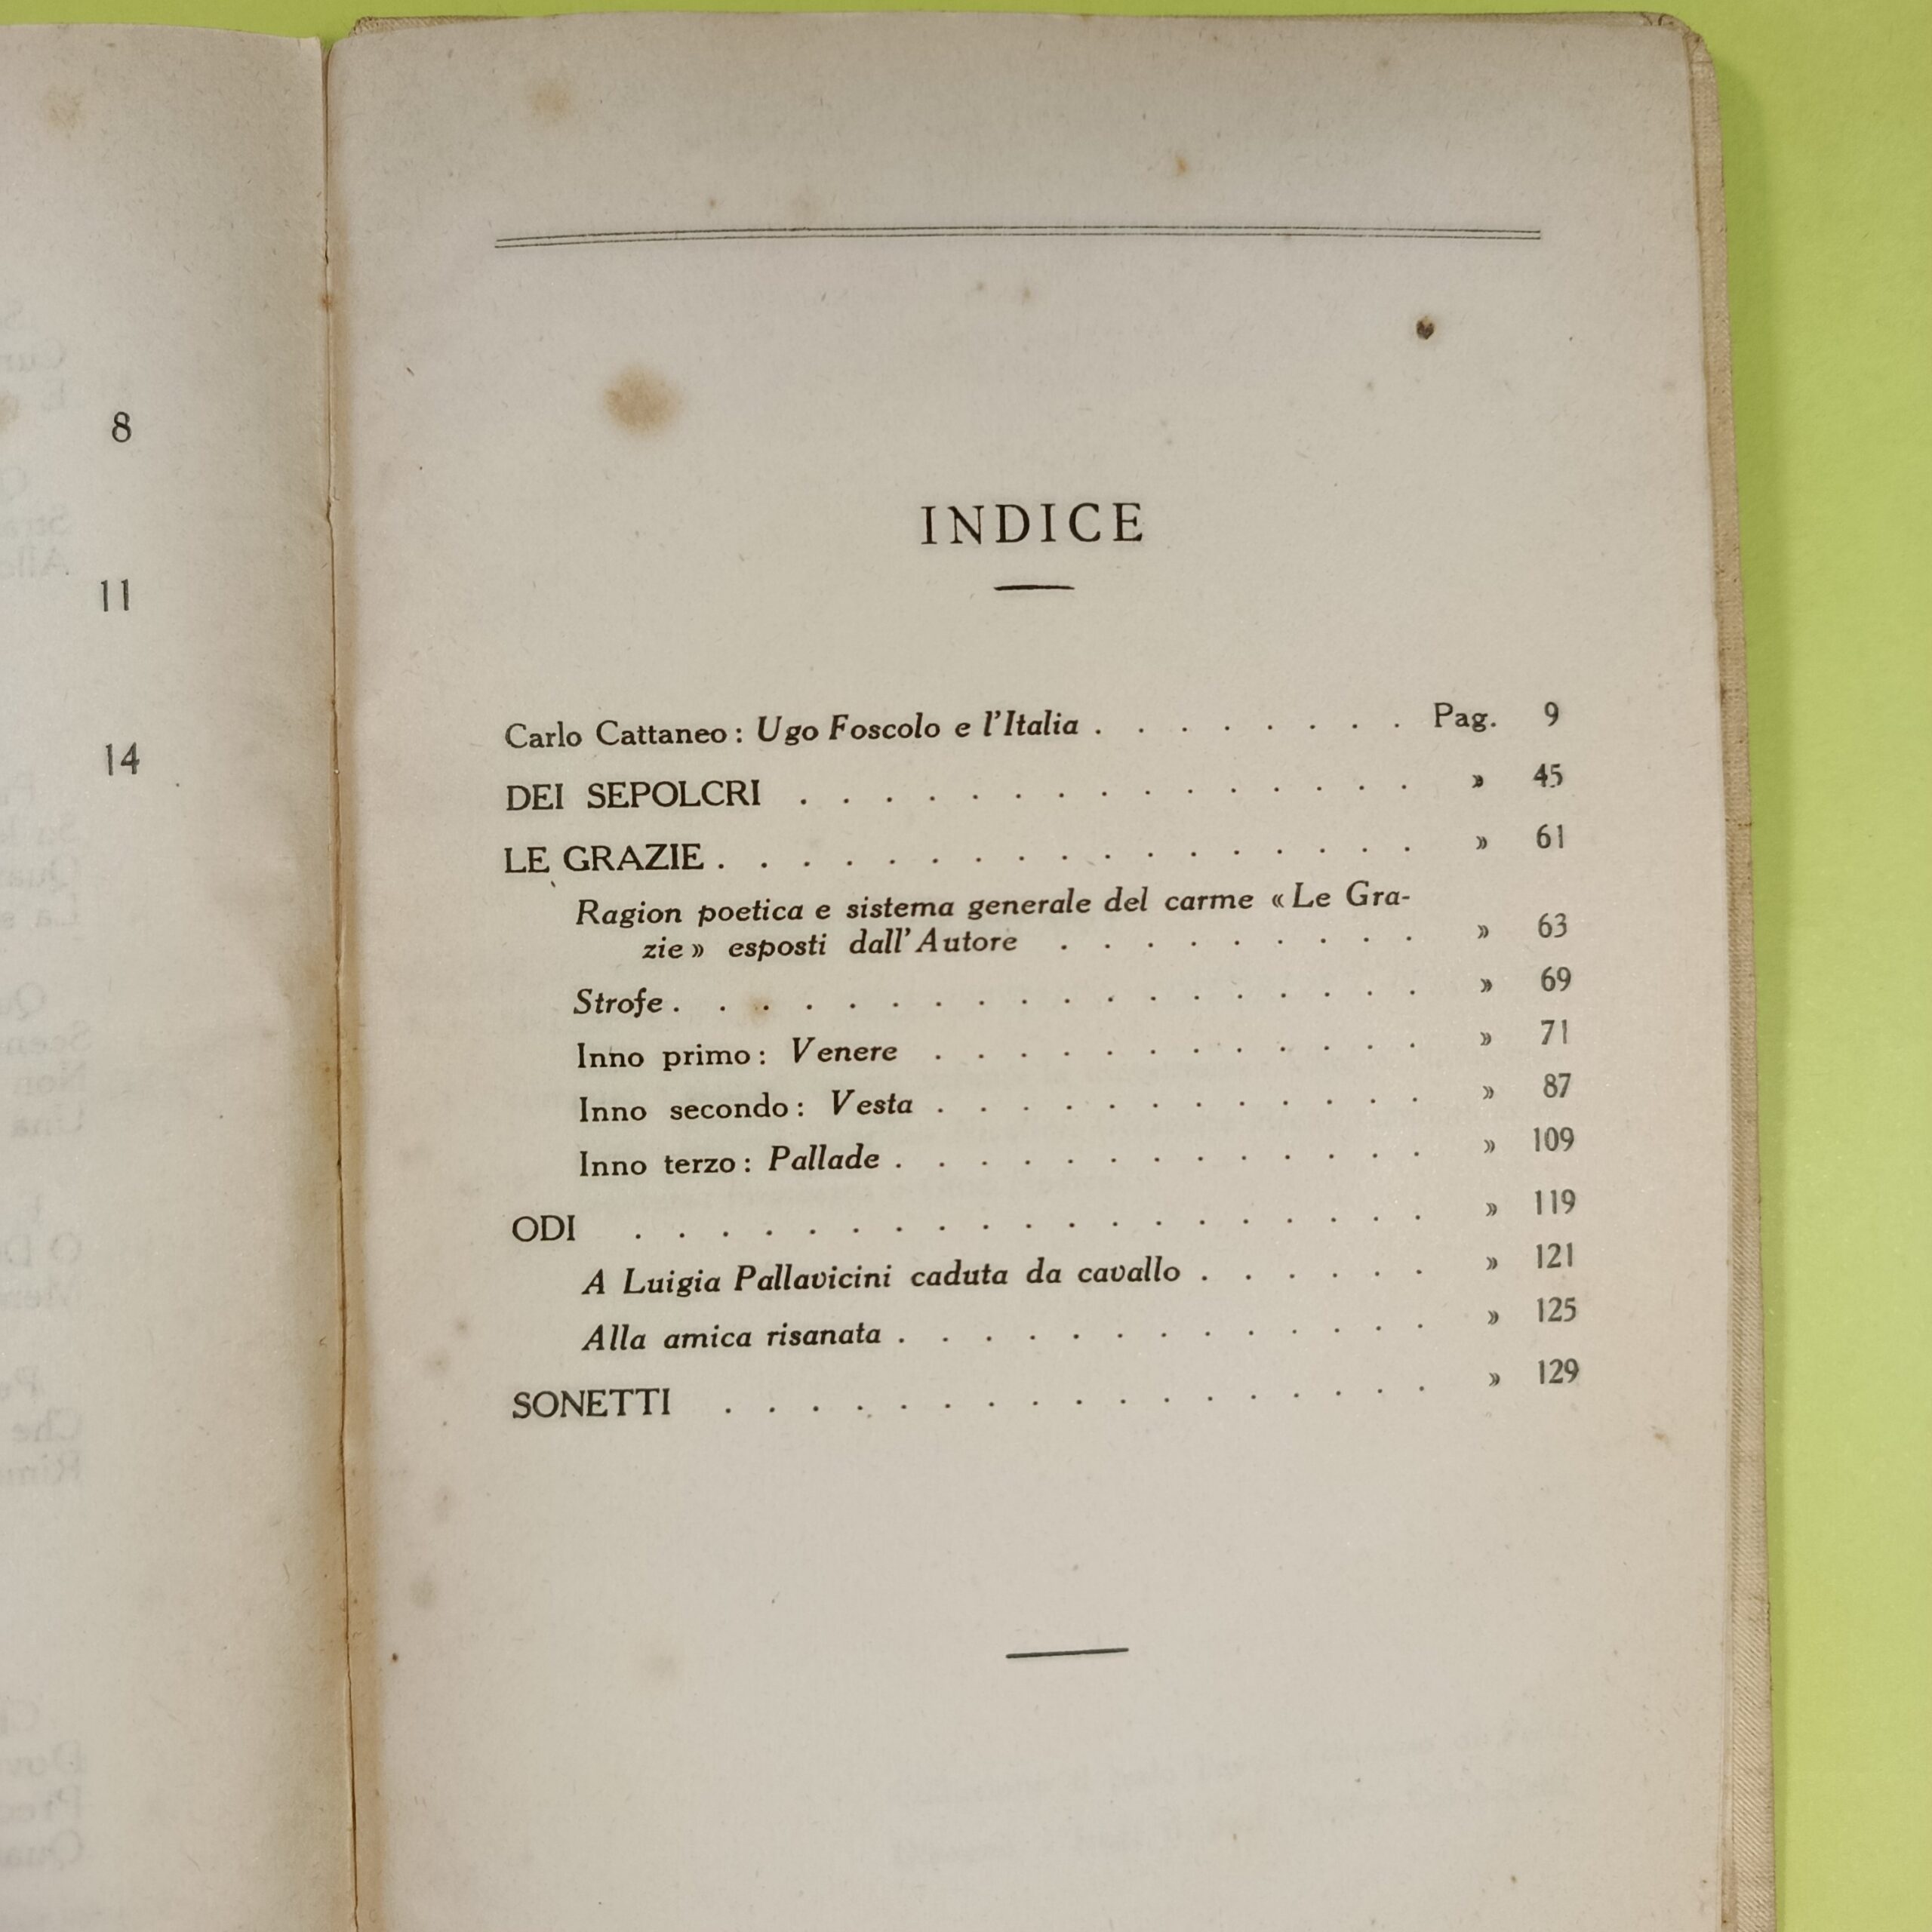 8
11
14
INDICE
Carlo Cattaneo: Ugo Foscolo e l'Italia . . . . . . . . Pag. 9
DEI SEPOLCRI . . . . . . . . . . . . . . . » 45
LE GRAZIE . . . . . . . . . . . . . . . . . » 61
Ragion poetica e sistema generale del carme «Le Gra-
zie» esposti dall'Autore . . . . . . . . . » 63
Strofe . . . . . . . . . . . . . . . . . . » 69
Inno primo: Venere . . . . . . . . . . . . » 71
Inno secondo: Vesta . . . . . . . . . . . . » 87
Inno terzo: Pallade . . . . . . . . . . . . . » 109
ODI . . . . . . . . . . . . . . . . . . . » 119
A Luigia Pallavicini caduta da cavallo . . . . . . » 121
Alla amica risanata . . . . . . . . . . . . . » 125
SONETTI . . . . . . . . . . . . . . . . . » 129